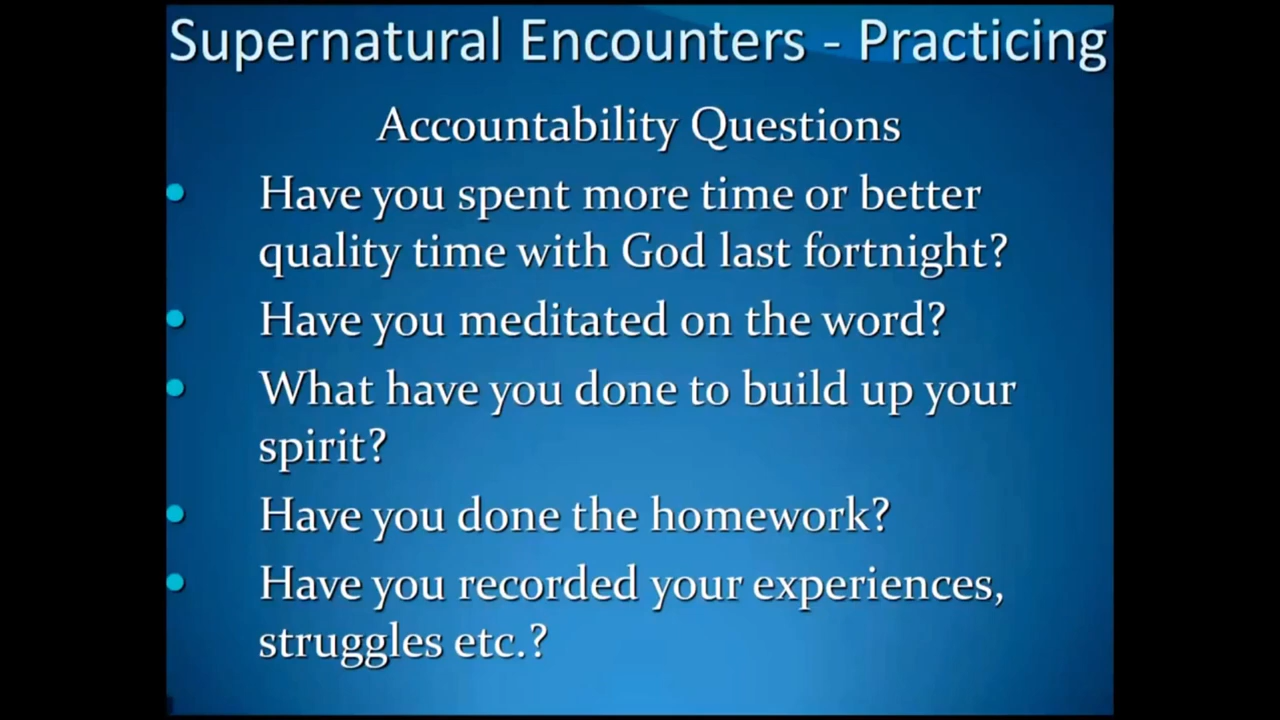 Supernatural Encounters - Practicing
Accountability Questions
• Have you spent more time or better
quality time with God last fortnight?
• Have you meditated on the word?
• What have you done to build up your
spirit?
• Have you done the homework?
• Have you recorded your experiences,
struggles etc.?